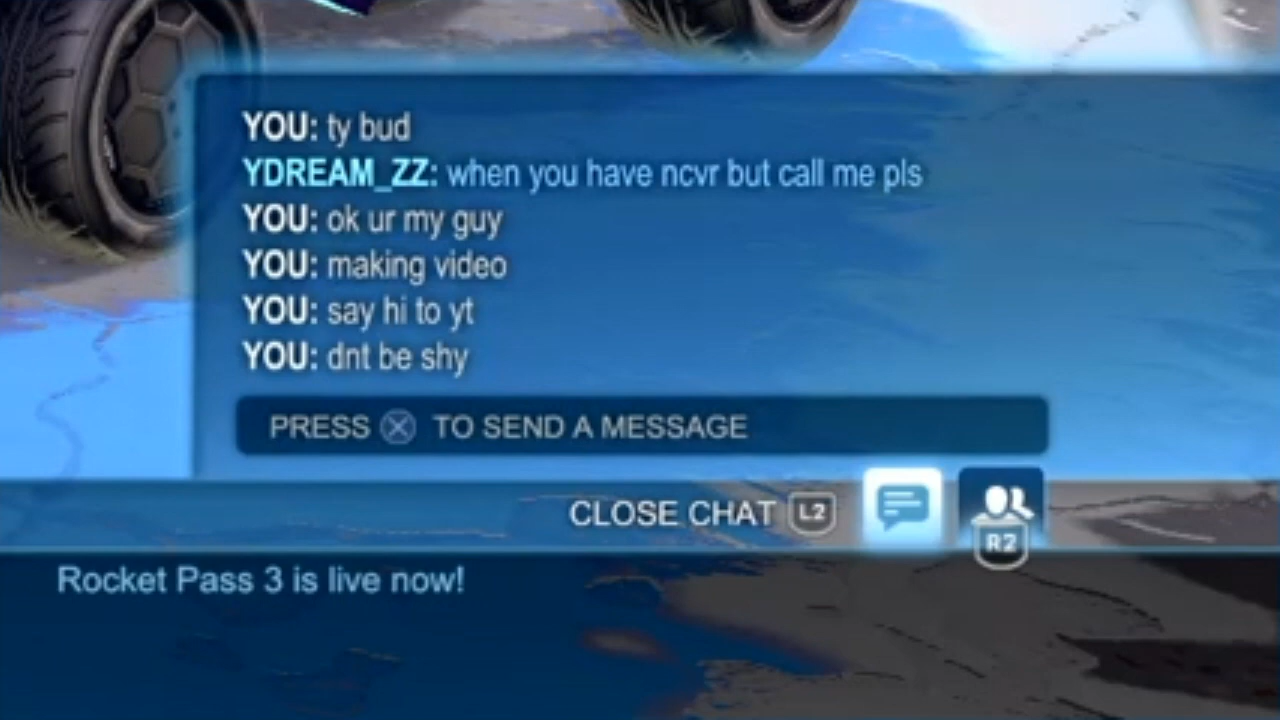 YOU: ty bud
YDREAM_ZZ: when you have ncvr but call me pls
YOU: ok ur my guy
YOU: making video
YOU: say hi to yt
YOU: dnt be shy
PRESS TO SEND A MESSAGE
CLOSE CHAT L2
R2
Rocket Pass 3 is live now!